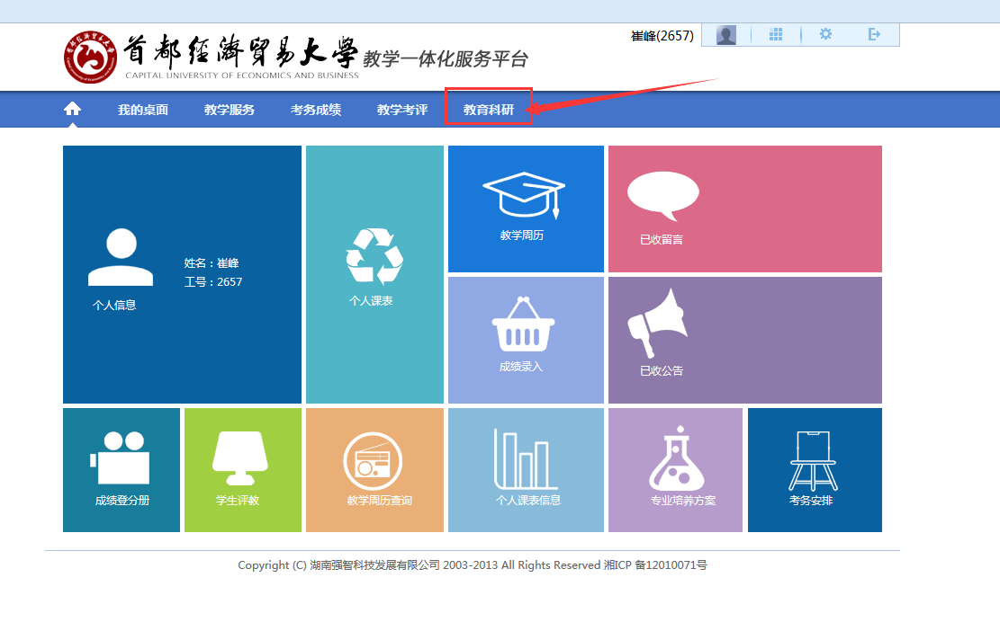 崔峰(2657)
首都經濟貿易大學
CAPITAL UNIVERSITY OF ECONOMICS AND BUSINESS
教学一体化服务平台
我的桌面 教学服务 考务成绩 教学考评 教育科研
姓名：崔峰
工号：2657
个人信息
个人课表
教学周历
已收留言
成绩录入
已收公告
成绩登分册
学生评教
教学周历查询
个人课表信息
专业培养方案
考务安排
Copyright (C) 湖南强智科技发展有限公司 2003-2013 All Rights Reserved 湘ICP 备12010071号